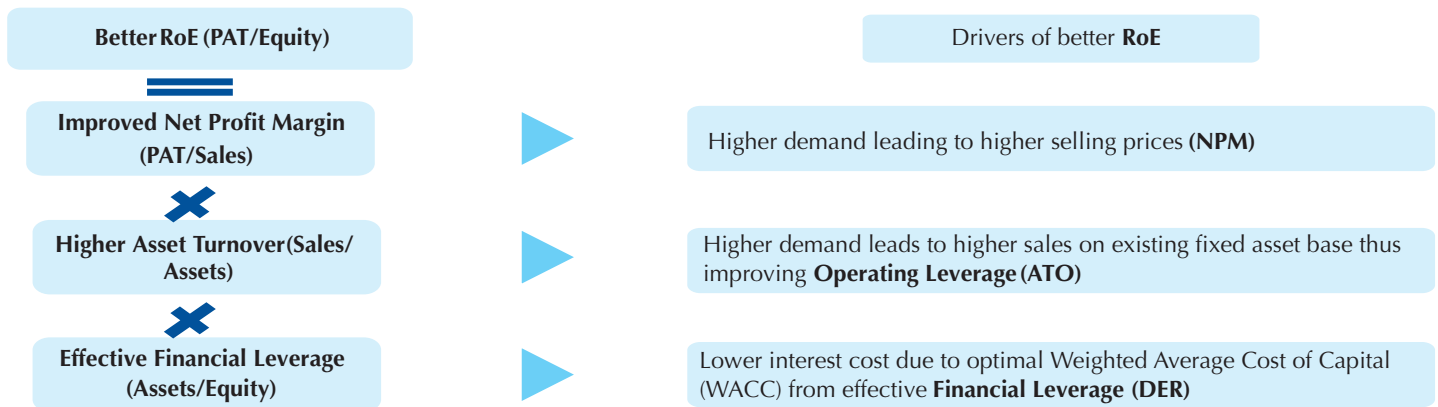 Better RoE (PAT/Equity)
Drivers of better RoE
Improved Net Profit Margin
(PAT/Sales)
Higher demand leading to higher selling prices (NPM)
Higher Asset Turnover(Sales/
Assets)
Higher demand leads to higher sales on existing fixed asset base thus
improving Operating Leverage (ATO)
Effective Financial Leverage
(Assets/Equity)
Lower interest cost due to optimal Weighted Average Cost of Capital
(WACC) from effective Financial Leverage (DER)